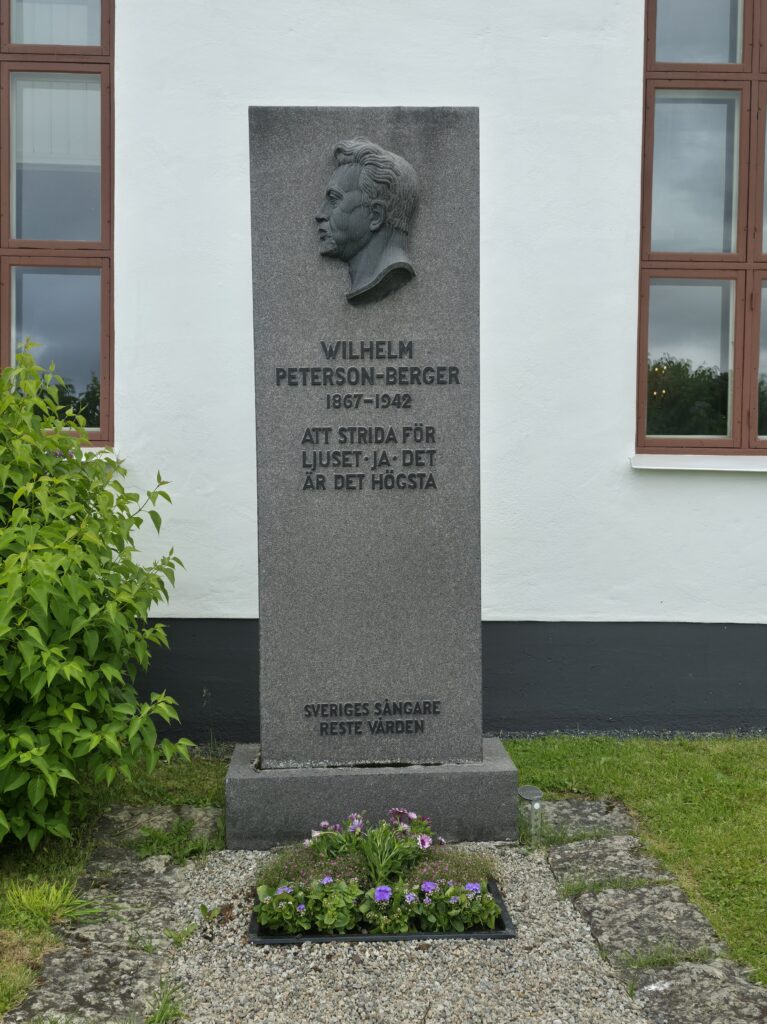 WILHELM
PETERSON-BERGER
1867-1942
ATT STRIDA FÖR
LJUSET·JA·DET
ÄR DET HÖGSTA
SVERIGES SÅNGARE
RESTE VÅRDEN